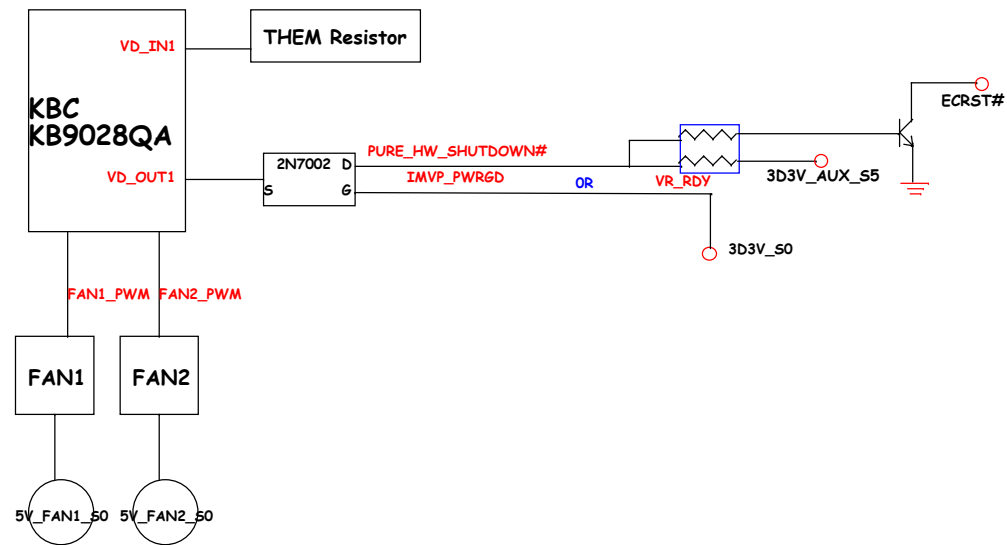 VD_IN1
THEM Resistor
KBC
KB9028QA
ECRST#
PURE_HW_SHUTDOWN#
2N7002
D
VD_OUT1
IMVP_PWRGD
OR
VR_RDY
3D3V_AUX_S5
S
G
3D3V_S0
FAN1_PWM
FAN2_PWM
FAN1
FAN2
5V_FAN1_S0
5V_FAN2_S0